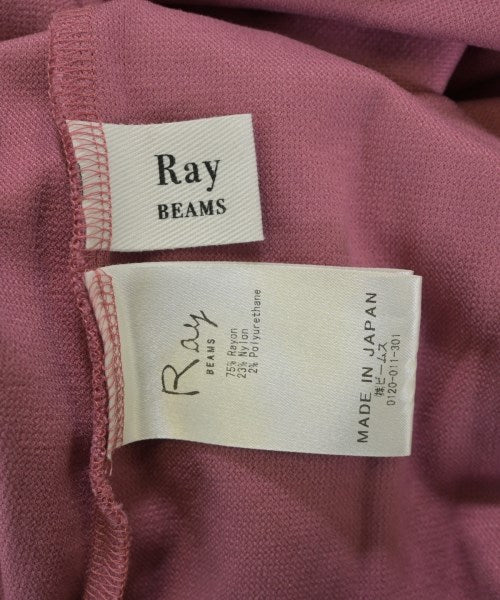 Ray
BEAMS
Ray
BEAMS
75% Rayon
23% Nylon
2% Polyurethane
MADE IN JAPAN
㈱ビームス
0120-011-301